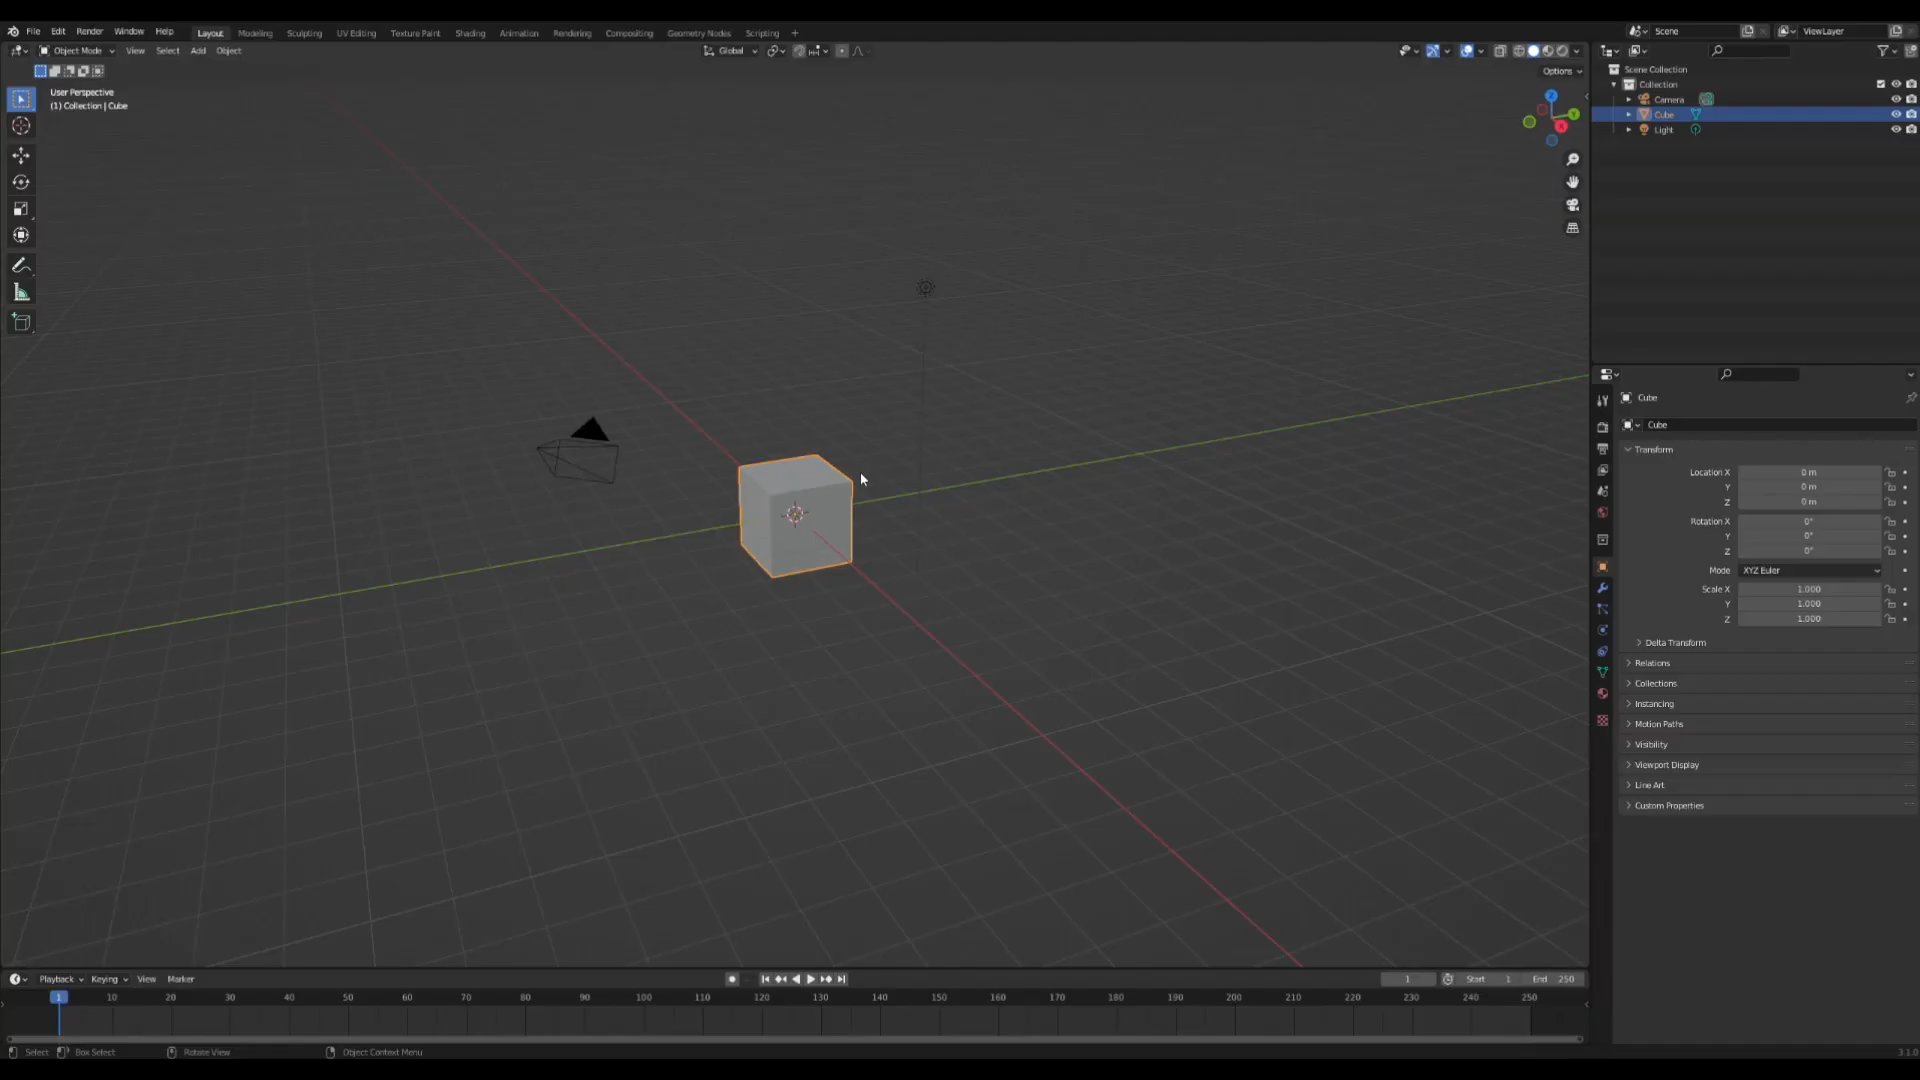 File Edit Render Window Help Layout Modeling Sculpting UV Editing Texture Paint Shading Animation Rendering Compositing Geometry Nodes Scripting + Scene ViewLayer
Object Mode View Select Add Object Global
Options
User Perspective
(1) Collection | Cube
Z
Y
X
Scene Collection
Collection
Camera
Cube
Light
Cube
Cube
Transform
Location X 0 m
Y 0 m
Z 0 m
Rotation X 0°
Y 0°
Z 0°
Mode XYZ Euler
Scale X 1.000
Y 1.000
Z 1.000
Delta Transform
Relations
Collections
Instancing
Motion Paths
Visibility
Viewport Display
Line Art
Custom Properties
Playback Keying View Marker 1 Start 1 End 250
1 10 20 30 40 50 60 70 80 90 100 110 120 130 140 150 160 170 180 190 200 210 220 230 240 250
Select Box Select Rotate View Object Context Menu 3.1.0